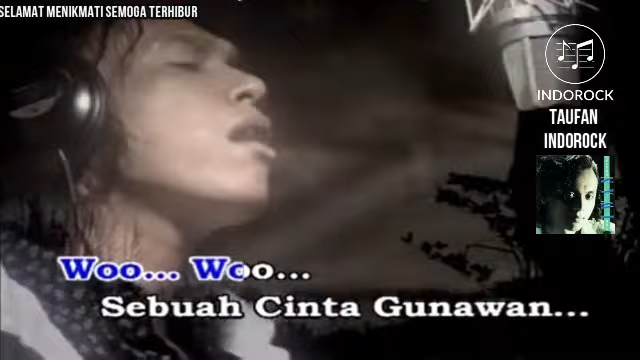 SELAMAT MENIKMATI SEMOGA TERHIBUR
INDOROCK
TAUFAN
INDOROCK
Woo... Woo...
Sebuah Cinta Gunawan...